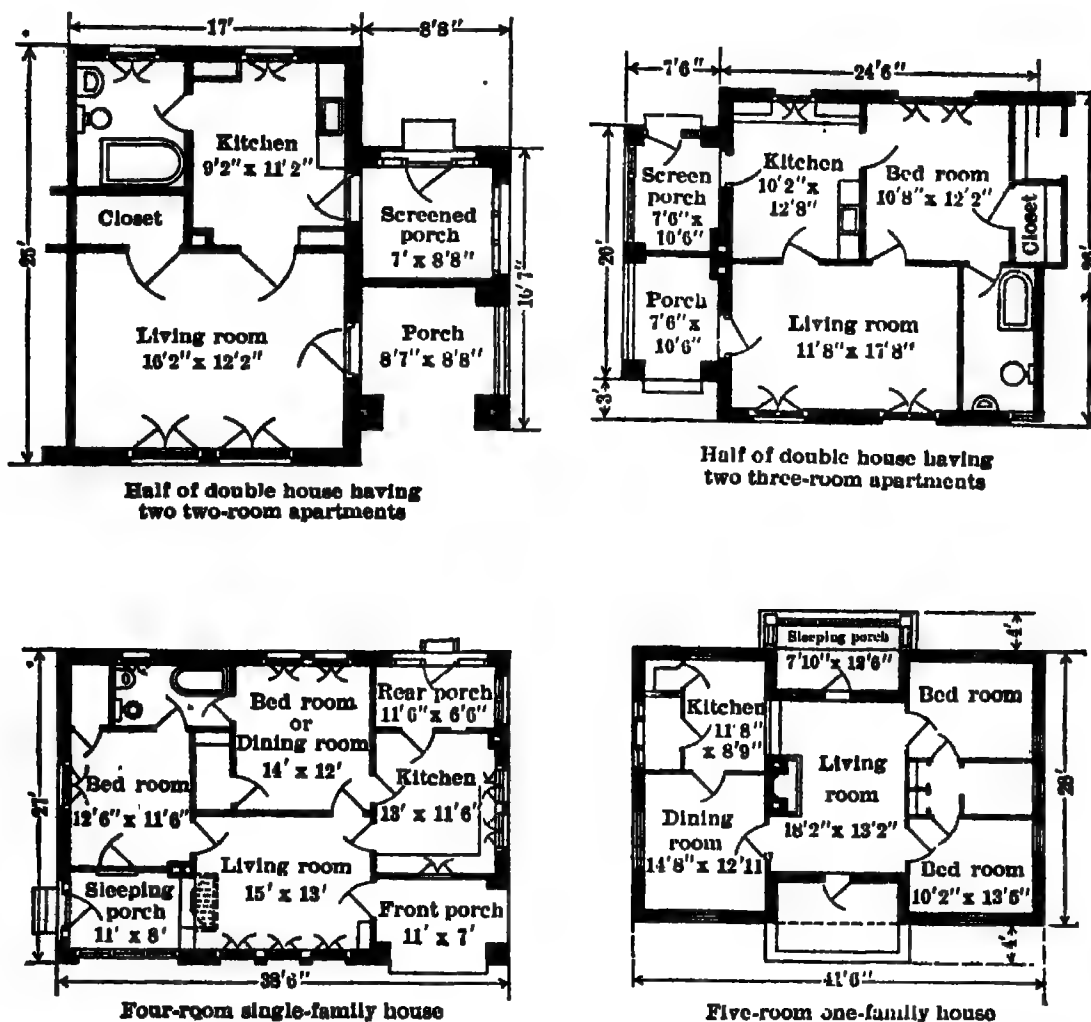 17'
8'8"
Kitchen
9'2" x 11'2"
Closet
Screened
porch
7' x 8'8"
16'7"
Living room
16'2" x 12'2"
Porch
8'7" x 8'8"
Half of double house having
two two-room apartments
7'6"
24'6"
Kitchen
10'2" x
12'8"
Bed room
10'8" x 12'2"
Screen
porch
7'6" x
10'6"
Closet
26'
Porch
7'6" x
10'6"
Living room
11'8" x 17'8"
3'
Half of double house having
two three-room apartments
Bed room
or
Dining room
14' x 12'
Rear porch
11'6" x 6'6"
Bed room
12'6" x 11'6"
Kitchen
13' x 11'6"
27'
Living room
15' x 13'
Sleeping
porch
11' x 8'
Front porch
11' x 7'
38'6"
Four-room single-family house
Sleeping porch
7'10" x 12'6"
4'
Kitchen
11'8"
x 8'9"
Bed room
Living
room
18'2" x 13'2"
28'
Dining
room
14'8" x 12'11
Bed room
10'2" x 13'5"
4'
41'6"
Five-room one-family house